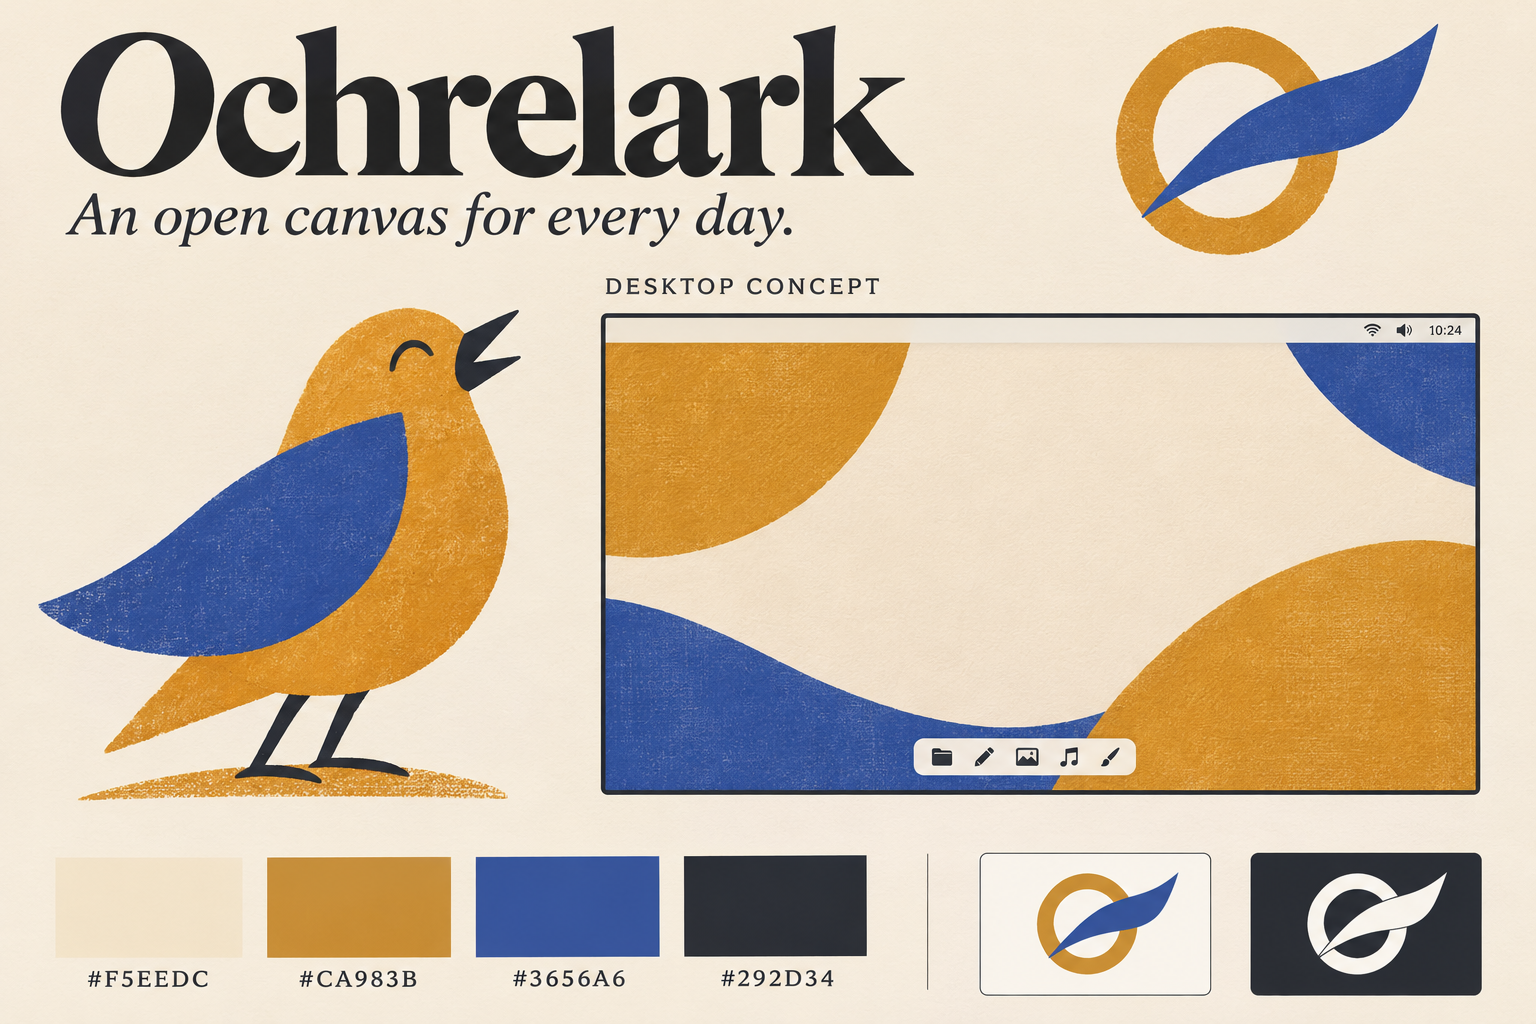 Ochrelark
An open canvas for every day.
DESKTOP CONCEPT
10:24
#F5EEDC
#CA983B
#3656A6
#292D34